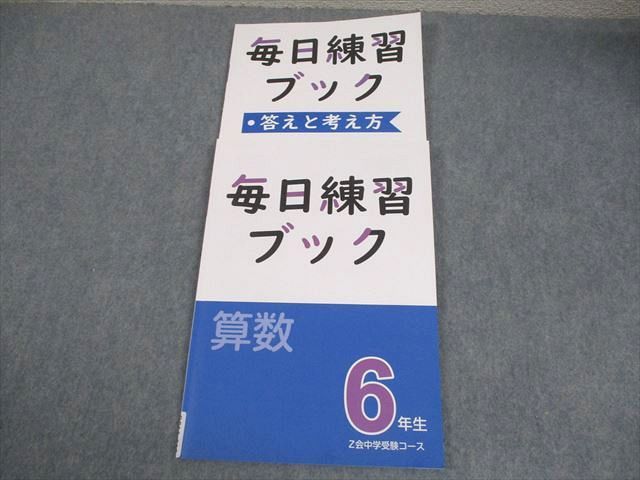 毎日練習
ブック
・答えと考え方
毎日練習
ブック
算数
6年生
Z会中学受験コース